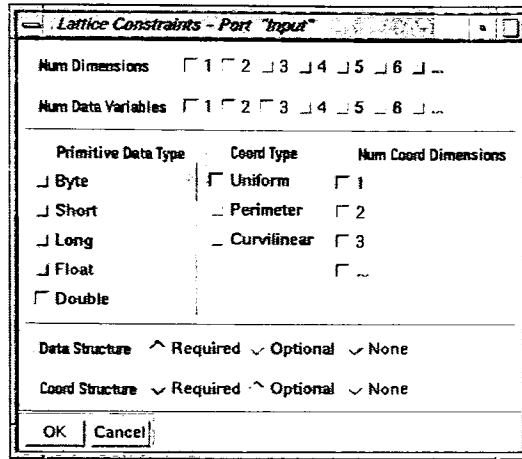 Lattice Constraints - Port "Input"
Num Dimensions 1 2 3 4 5 6 ...
Num Data Variables 1 2 3 4 5 6 ...
Primitive Data Type Coord Type Num Coord Dimensions
Byte Uniform 1
Short Perimeter 2
Long Curvilinear 3
Float ...
Double
Data Structure Required Optional None
Coord Structure Required Optional None
OK Cancel